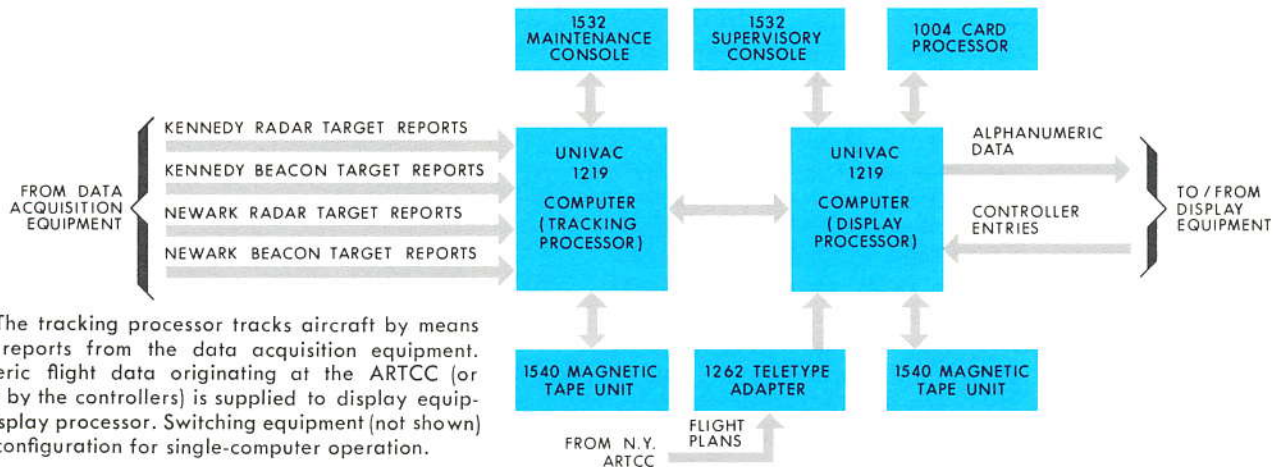 1532
MAINTENANCE
CONSOLE
1532
SUPERVISORY
CONSOLE
1004 CARD
PROCESSOR
FROM DATA
ACQUISITION
EQUIPMENT
KENNEDY RADAR TARGET REPORTS
KENNEDY BEACON TARGET REPORTS
NEWARK RADAR TARGET REPORTS
NEWARK BEACON TARGET REPORTS
UNIVAC
1219
COMPUTER
(TRACKING
PROCESSOR)
UNIVAC
1219
COMPUTER
(DISPLAY
PROCESSOR)
ALPHANUMERIC
DATA
CONTROLLER
ENTRIES
TO/FROM
DISPLAY
EQUIPMENT
1540 MAGNETIC
TAPE UNIT
1262 TELETYPE
ADAPTER
1540 MAGNETIC
TAPE UNIT
FROM N.Y.
ARTCC
FLIGHT
PLANS
The tracking processor tracks aircraft by means
reports from the data acquisition equipment.
eric flight data originating at the ARTCC (or
by the controllers) is supplied to display equip-
splay processor. Switching equipment (not shown)
configuration for single-computer operation.